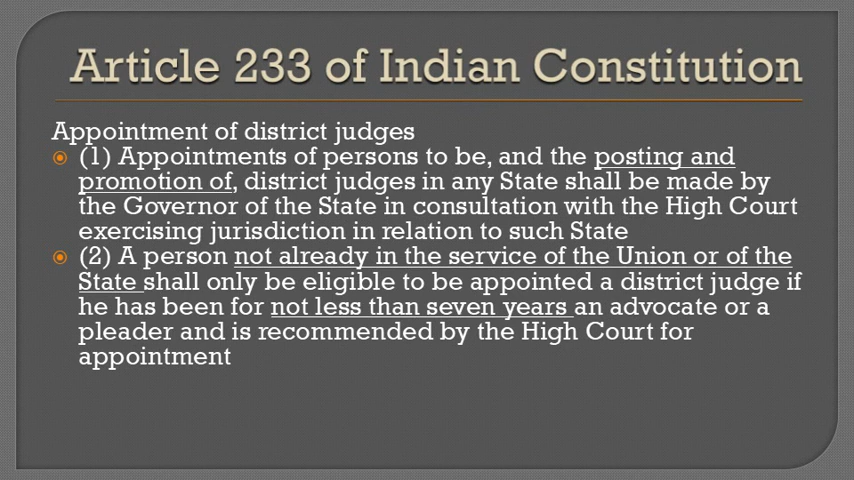 Article 233 of Indian Constitution
Appointment of district judges
(1) Appointments of persons to be, and the posting and
promotion of, district judges in any State shall be made by
the Governor of the State in consultation with the High Court
exercising jurisdiction in relation to such State
(2) A person not already in the service of the Union or of the
State shall only be eligible to be appointed a district judge if
he has been for not less than seven years an advocate or a
pleader and is recommended by the High Court for
appointment